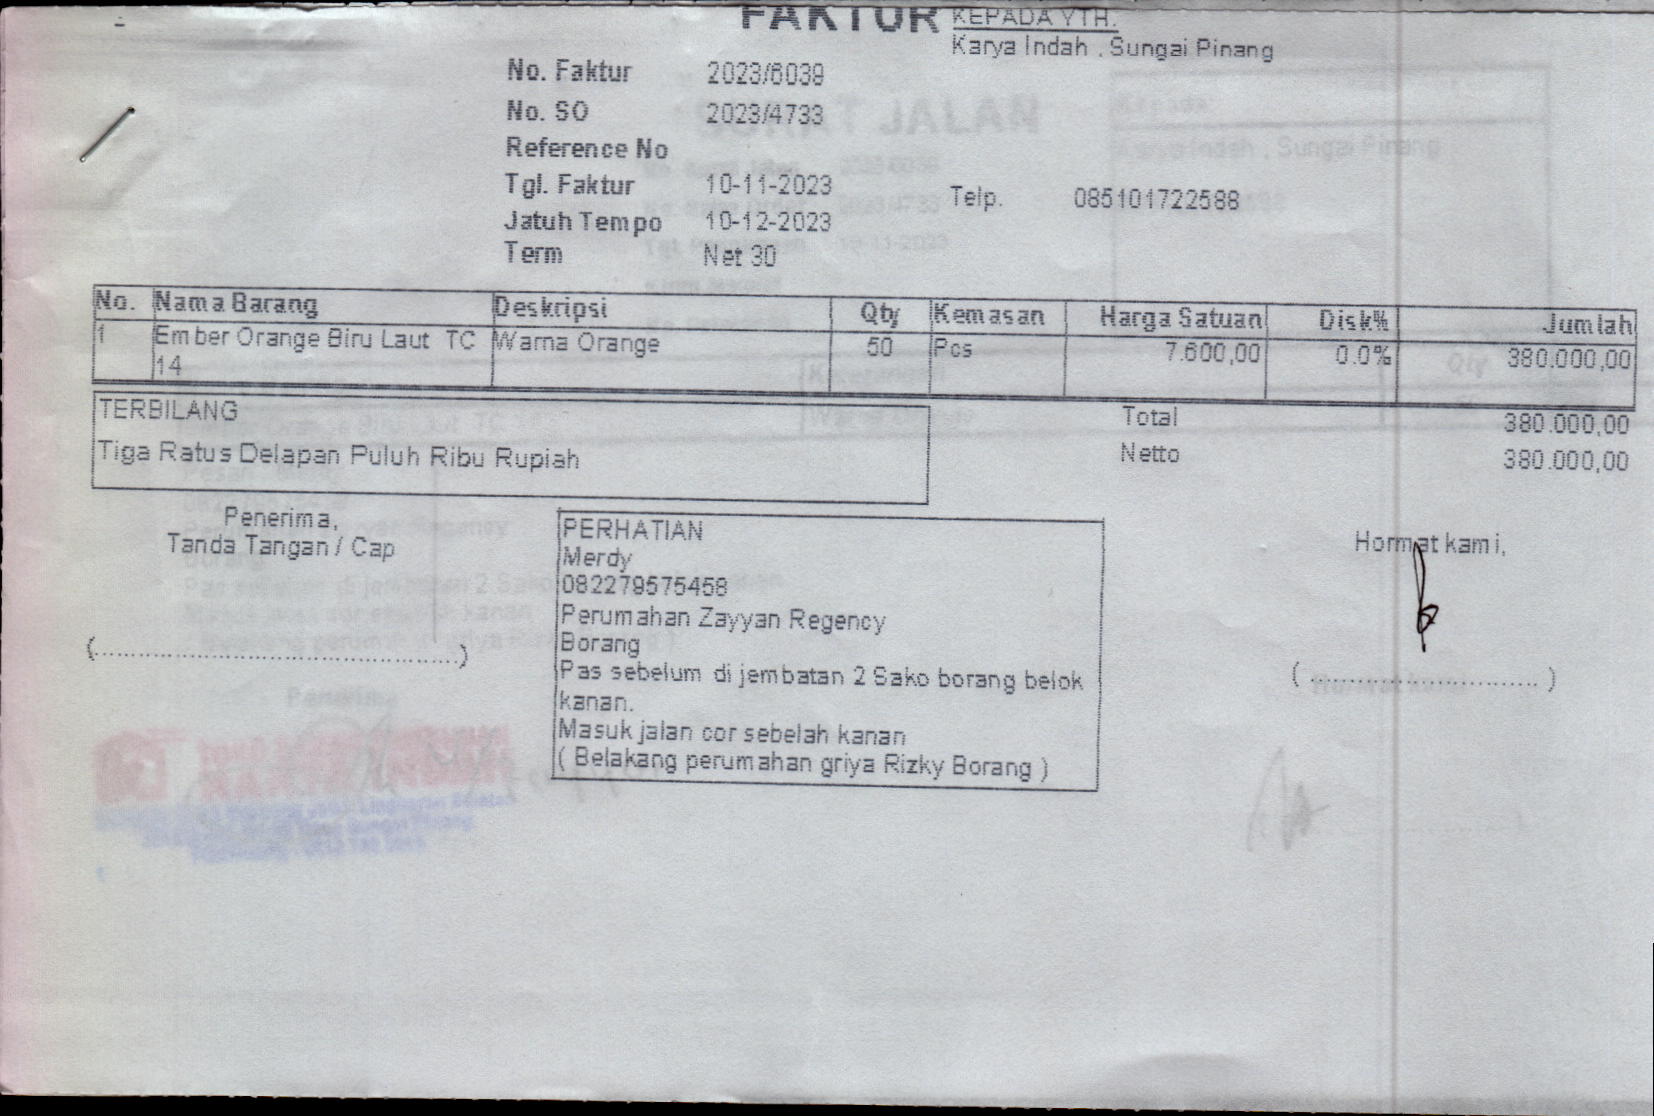 FAKTUR
KEPADA YTH.
Karya Indah , Sungai Pinang
No. Faktur 2023/6039
No. SO 2023/4733
Reference No
Tgl. Faktur 10-11-2023
Telp. 085101722588
Jatuh Tempo 10-12-2023
Term Net 30
No. Nama Barang Deskripsi Qty Kemasan Harga Satuan Disk% Jumlah
1 Ember Orange Biru Laut TC Warna Orange 50 Pcs 7.600,00 0.0% 380.000,00
14
TERBILANG
Total 380.000,00
Tiga Ratus Delapan Puluh Ribu Rupiah
Netto 380.000,00
Penerima,
Tanda Tangan / Cap
(..............................................)
PERHATIAN
Merdy
082279575458
Perumahan Zayyan Regency
Borang
Pas sebelum di jembatan 2 Sako borang belok
kanan.
Masuk jalan cor sebelah kanan
( Belakang perumahan griya Rizky Borang )
Hormat kami,
( ............................. )
SURAT JALAN